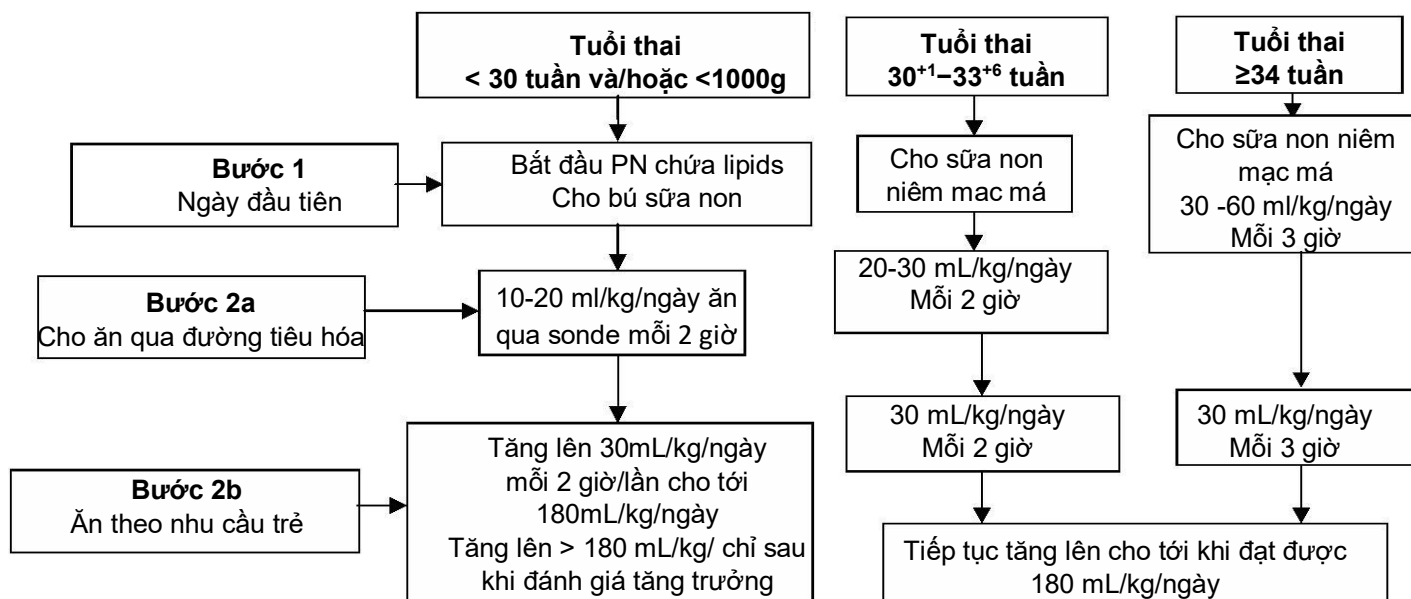 Tuổi thai
< 30 tuần và/hoặc <1000g
Tuổi thai
30⁺¹–33⁺⁶ tuần
Tuổi thai
≥34 tuần
Bước 1
Ngày đầu tiên
Bắt đầu PN chứa lipids
Cho bú sữa non
Cho sữa non
niêm mac má
Cho sữa non niêm
mạc má
30 -60 ml/kg/ngày
Mỗi 3 giờ
Bước 2a
Cho ăn qua đường tiêu hóa
10-20 ml/kg/ngày ăn
qua sonde mỗi 2 giờ
20-30 mL/kg/ngày
Mỗi 2 giờ
Bước 2b
Ăn theo nhu cầu trẻ
Tăng lên 30mL/kg/ngày
mỗi 2 giờ/lần cho tới
180mL/kg/ngày
Tăng lên > 180 mL/kg/ chỉ sau
khi đánh giá tăng trưởng
30 mL/kg/ngày
Mỗi 2 giờ
30 mL/kg/ngày
Mỗi 3 giờ
Tiếp tục tăng lên cho tới khi đạt được
180 mL/kg/ngày